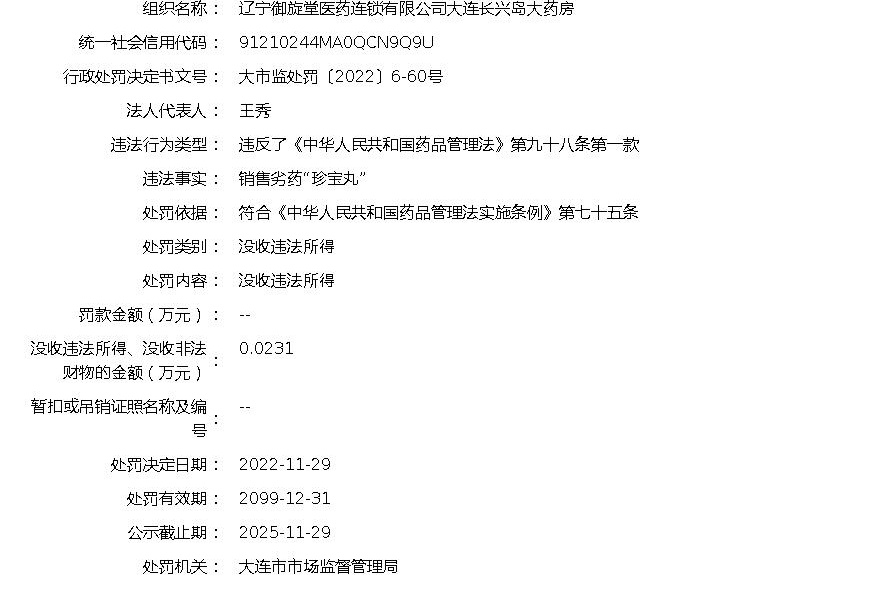 组织名称： 辽宁御旋堂医药连锁有限公司大连长兴岛大药房
统一社会信用代码： 91210244MA0QCN9Q9U
行政处罚决定书文号： 大市监处罚〔2022〕6-60号
法人代表人： 王秀
违法行为类型： 违反了《中华人民共和国药品管理法》第九十八条第一款
违法事实： 销售劣药“珍宝丸”
处罚依据： 符合《中华人民共和国药品管理法实施条例》第七十五条
处罚类别： 没收违法所得
处罚内容： 没收违法所得
罚款金额（万元）： --
没收违法所得、没收非法
财物的金额（万元）： 0.0231
暂扣或吊销证照名称及编
号： --
处罚决定日期： 2022-11-29
处罚有效期： 2099-12-31
公示截止期： 2025-11-29
处罚机关： 大连市市场监督管理局